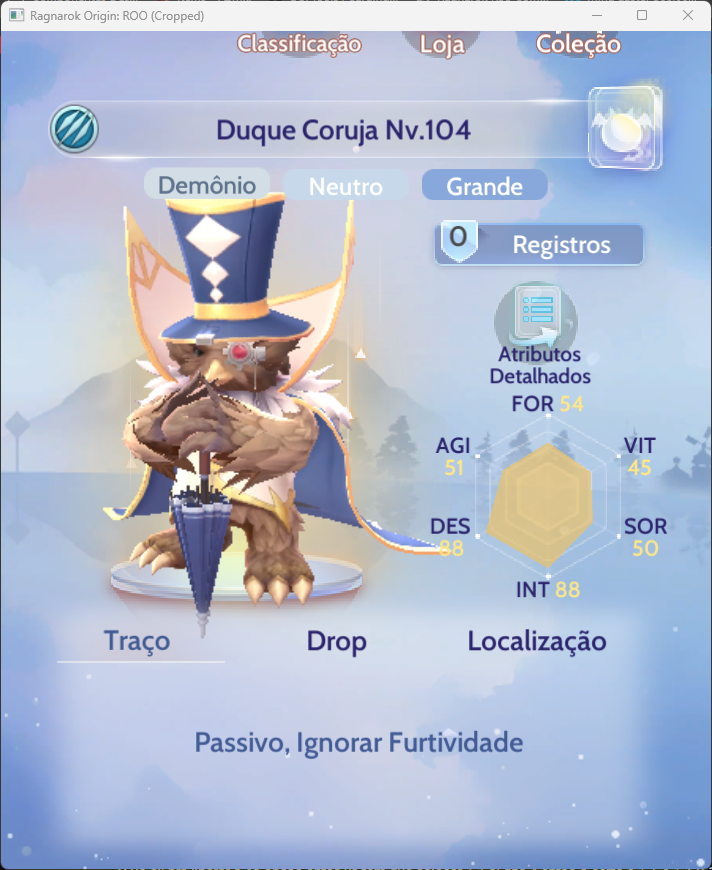 Ragnarok Origin: ROO (Cropped)
Classificação
Loja
Coleção
Duque Coruja Nv.104
Demônio
Neutro
Grande
0
Registros
Atributos
Detalhados
FOR 54
AGI
51
VIT
45
DES
88
SOR
50
INT 88
Traço
Drop
Localização
Passivo, Ignorar Furtividade